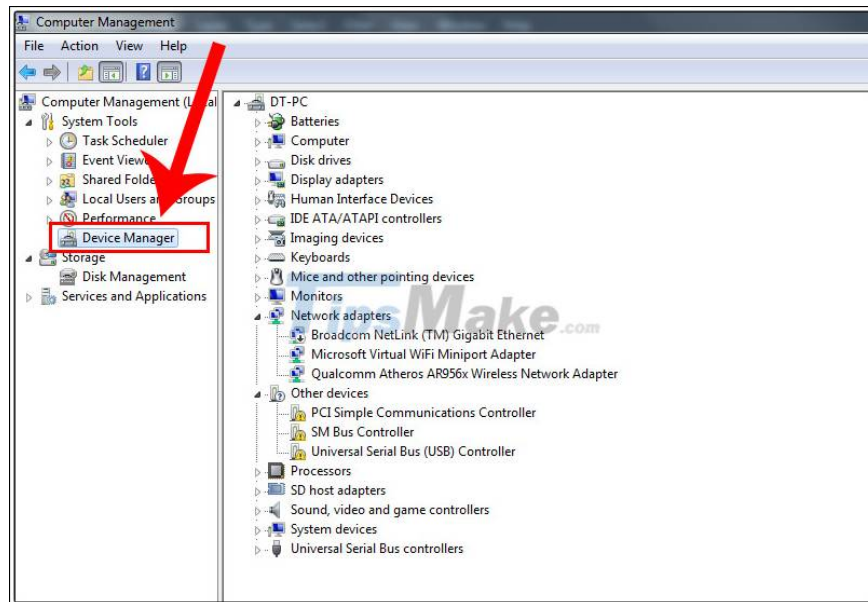 Computer Management
File Action View Help
Computer Management (Local
System Tools
Task Scheduler
Event Viewe
Shared Folde
Local Users an Groups
Performance
Device Manager
Storage
Disk Management
Services and Applications
DT-PC
Batteries
Computer
Disk drives
Display adapters
Human Interface Devices
IDE ATA/ATAPI controllers
Imaging devices
Keyboards
Mice and other pointing devices
Monitors
Network adapters
Broadcom NetLink (TM) Gigabit Ethernet
Microsoft Virtual WiFi Miniport Adapter
Qualcomm Atheros AR956x Wireless Network Adapter
Other devices
PCI Simple Communications Controller
SM Bus Controller
Universal Serial Bus (USB) Controller
Processors
SD host adapters
Sound, video and game controllers
System devices
Universal Serial Bus controllers
TipsMake.com